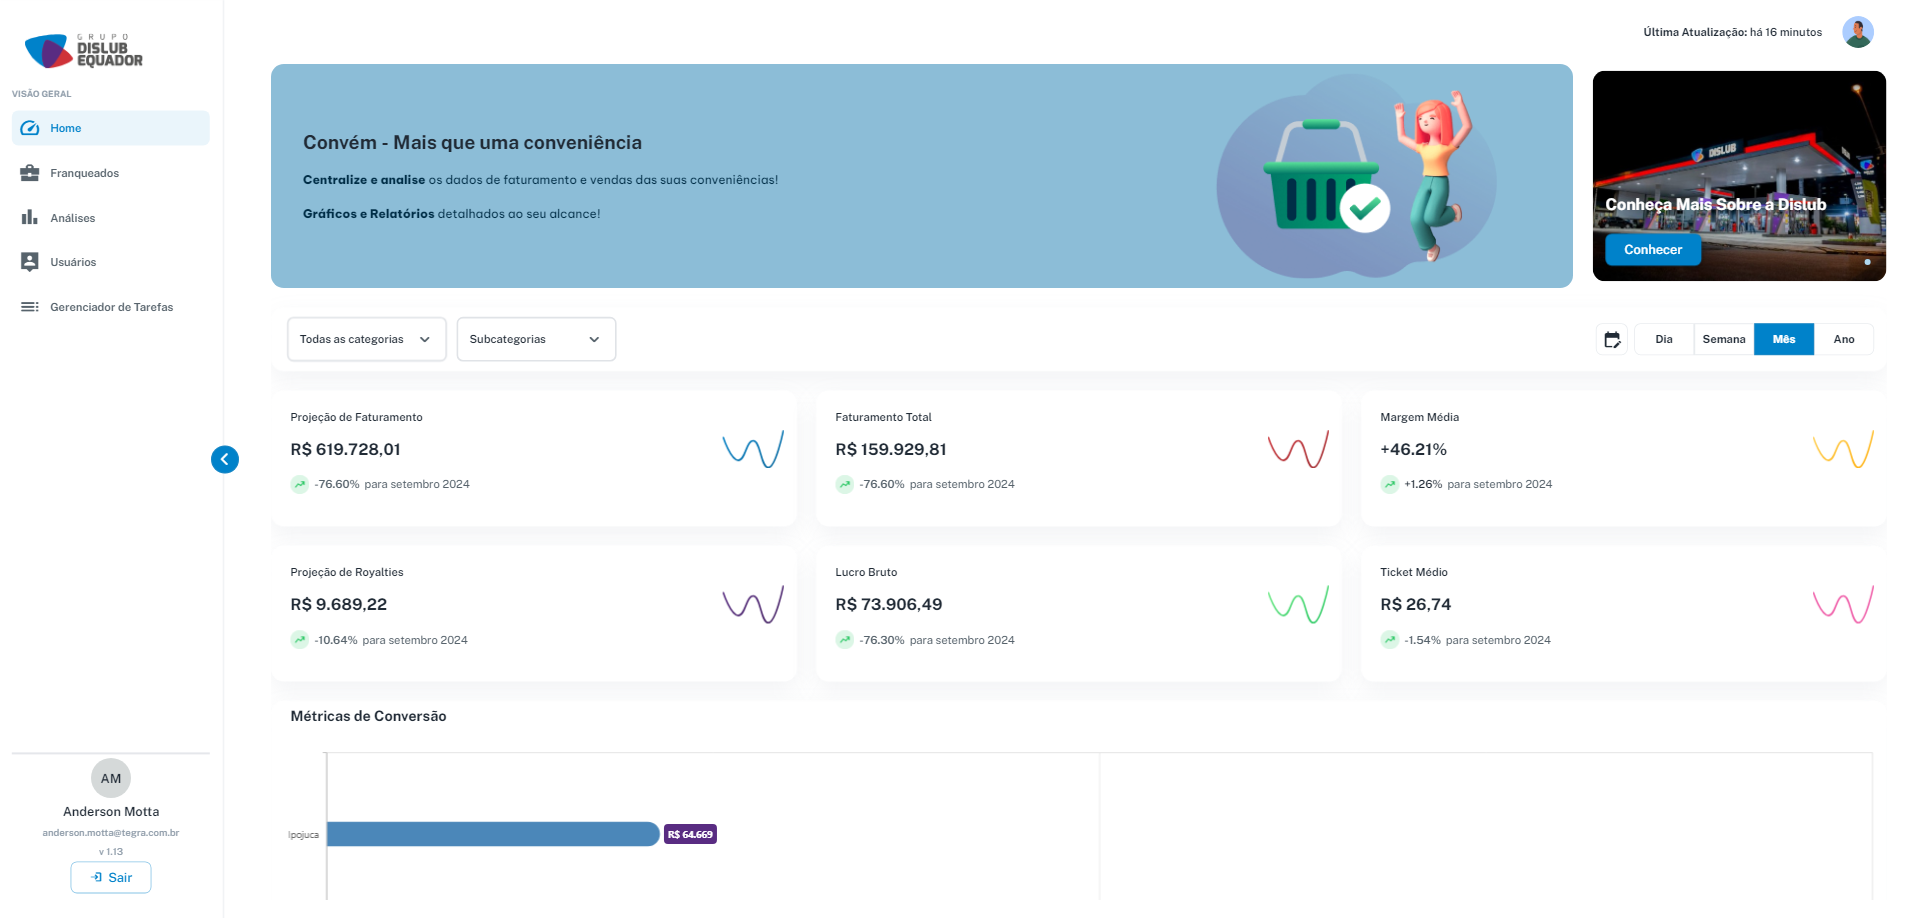 GRUPO
DISLUB
EQUADOR
VISÃO GERAL
Home
Franqueados
Análises
Usuários
Gerenciador de Tarefas
AM
Anderson Motta
anderson.motta@tegra.com.br
v 1.13
Sair
Última Atualização: há 16 minutos
Convém - Mais que uma conveniência
Centralize e analise os dados de faturamento e vendas das suas conveniências!
Gráficos e Relatórios detalhados ao seu alcance!
DISLUB
Conheça Mais Sobre a Dislub
Conhecer
Todas as categorias
Subcategorias
Dia
Semana
Mês
Ano
Projeção de Faturamento
R$ 619.728,01
-76.60% para setembro 2024
Faturamento Total
R$ 159.929,81
-76.60% para setembro 2024
Margem Média
+46.21%
+1.26% para setembro 2024
Projeção de Royalties
R$ 9.689,22
-10.64% para setembro 2024
Lucro Bruto
R$ 73.906,49
-76.30% para setembro 2024
Ticket Médio
R$ 26,74
-1.54% para setembro 2024
Métricas de Conversão
Ipojuca
R$ 64.669